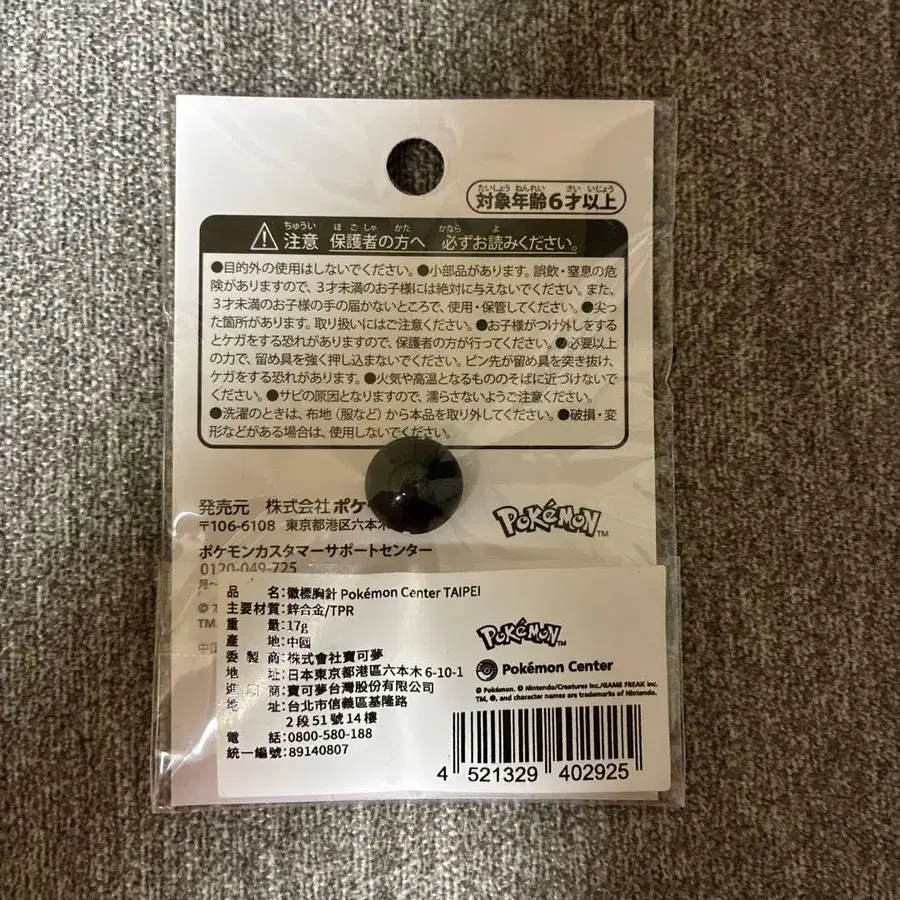 たいしょう ねんれい さい いじょう
対象年齢6才以上
ちゅうい ほごしゃ かた かなら よ
注意 保護者の方へ 必ずお読みください。
●目的外の使用はしないでください。●小部品があります。誤飲・窒息の危
険がありますので、3才未満のお子様には絶対に与えないでください。また、
3才未満のお子様の手の届かないところで、使用・保管してください。●尖っ
た箇所があります。取り扱いにはご注意ください。●お子様がつけ外しをする
とケガをする恐れがありますので、保護者の方が行ってください。●必要以上
の力で、留め具を強く押し込まないでください。ピン先が留め具を突き抜け、
ケガをする恐れがあります。●火気や高温となるもののそばに近づけないで
ください。●サビの原因となりますので、濡らさないようご注意ください。
●洗濯のときは、布地（服など）から本品を取り外してください。●破損・変
形などがある場合は、使用しないでください。
発売元 株式会社ポケ
〒106-6108 東京都港区六本木
POKÉMON™
ポケモンカスタマーサポートセンター
0120-049-725
月～
© 2
TM,
中国
品名:徽標胸針 Pokémon Center TAIPEI
主要材質:鋅合金/TPR
重量:17g
產地:中國
委製商:株式會社寶可夢
地址:日本東京都港區六本木 6-10-1
進 商:寶可夢台灣股份有限公司
地址:台北市信義區基隆路
2 段 51 號 14 樓
電話:0800-580-188
統一編號:89140807
POKÉMON™
Pokémon Center
© Pokémon. © Nintendo/Creatures Inc./GAME FREAK inc.
TM, ®, and character names are trademarks of Nintendo.
4 521329 402925